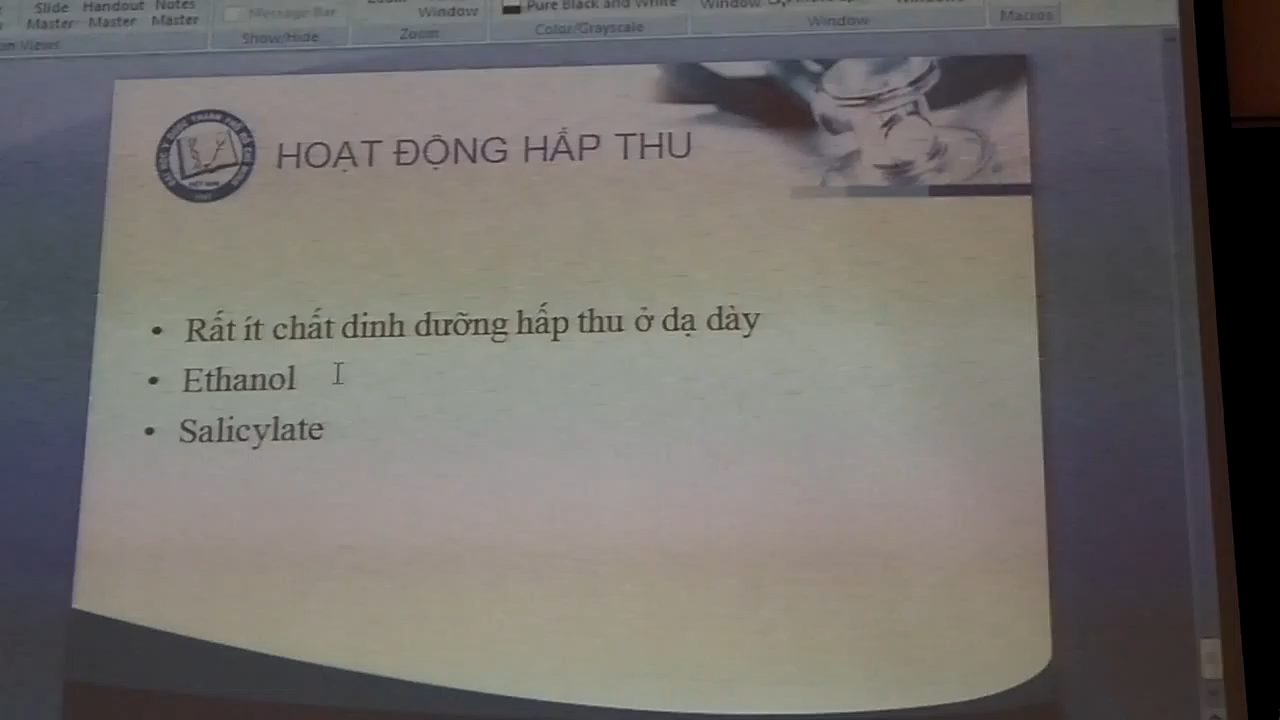 Slide Handout Notes
Master Master Master
Message Bar
Window
Pure Black and White
Window
Show/Hide
Zoom
Color/Grayscale
Window
Macros
HOẠT ĐỘNG HẤP THU
• Rất ít chất dinh dưỡng hấp thu ở dạ dày
• Ethanol
• Salicylate